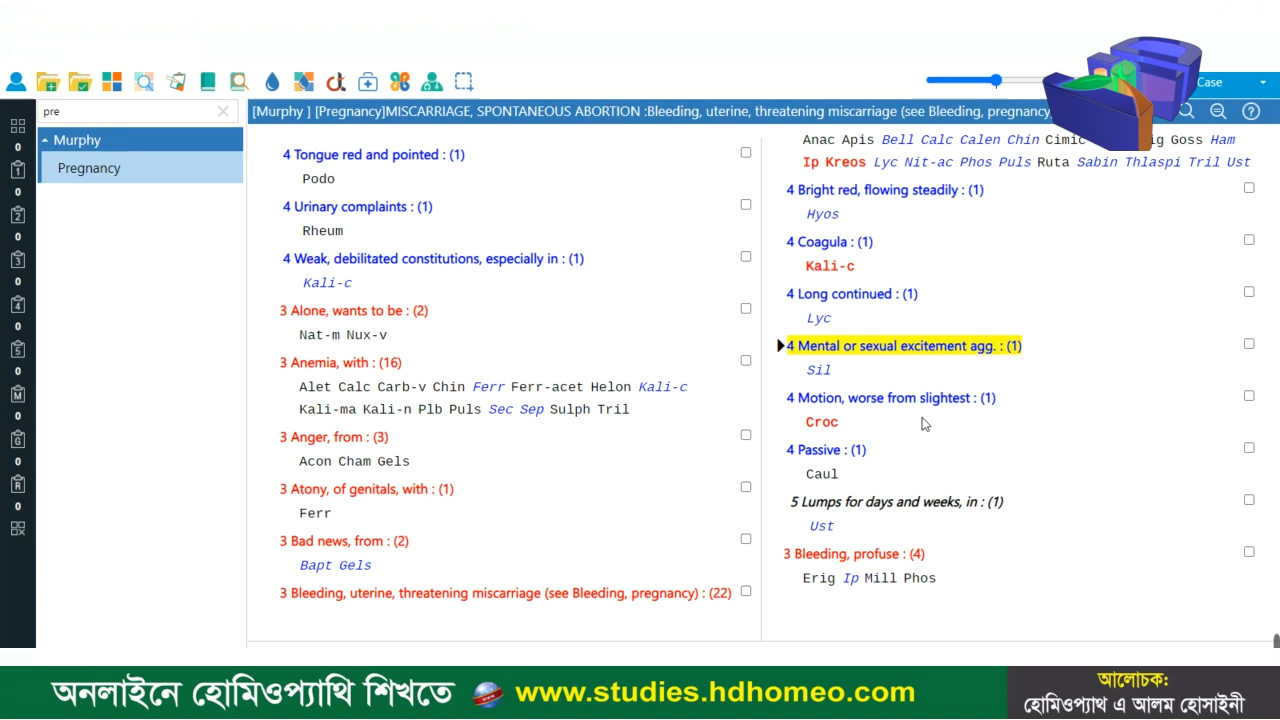 Case
pre
[Murphy ] [Pregnancy]MISCARRIAGE, SPONTANEOUS ABORTION :Bleeding, uterine, threatening miscarriage (see Bleeding, pregnancy)
Murphy
Pregnancy
0
1
0
2
0
3
0
4
0
5
0
M
0
G
0
R
0
4 Tongue red and pointed : (1)
Podo
4 Urinary complaints : (1)
Rheum
4 Weak, debilitated constitutions, especially in : (1)
Kali-c
3 Alone, wants to be : (2)
Nat-m Nux-v
3 Anemia, with : (16)
Alet Calc Carb-v Chin Ferr Ferr-acet Helon Kali-c
Kali-ma Kali-n Plb Puls Sec Sep Sulph Tril
3 Anger, from : (3)
Acon Cham Gels
3 Atony, of genitals, with : (1)
Ferr
3 Bad news, from : (2)
Bapt Gels
3 Bleeding, uterine, threatening miscarriage (see Bleeding, pregnancy) : (22)
Anac Apis Bell Calc Calen Chin Cimic ig Goss Ham
Ip Kreos Lyc Nit-ac Phos Puls Ruta Sabin Thlaspi Tril Ust
4 Bright red, flowing steadily : (1)
Hyos
4 Coagula : (1)
Kali-c
4 Long continued : (1)
Lyc
4 Mental or sexual excitement agg. : (1)
Sil
4 Motion, worse from slightest : (1)
Croc
4 Passive : (1)
Caul
5 Lumps for days and weeks, in : (1)
Ust
3 Bleeding, profuse : (4)
Erig Ip Mill Phos
অনলাইনে হোমিওপ্যাথি শিখতে www.studies.hdhomeo.com
আলোচক:
হোমিওপ্যাথ এ আলম হোসাইনী